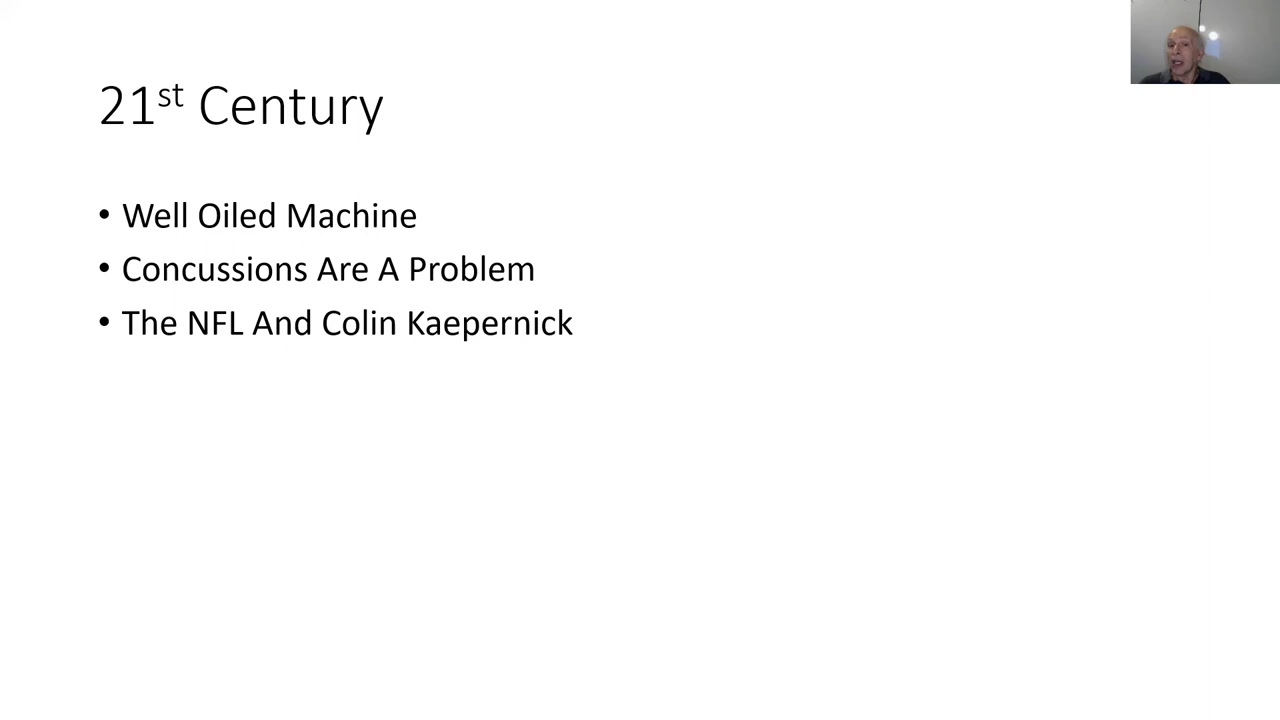 21st Century
• Well Oiled Machine
• Concussions Are A Problem
• The NFL And Colin Kaepernick